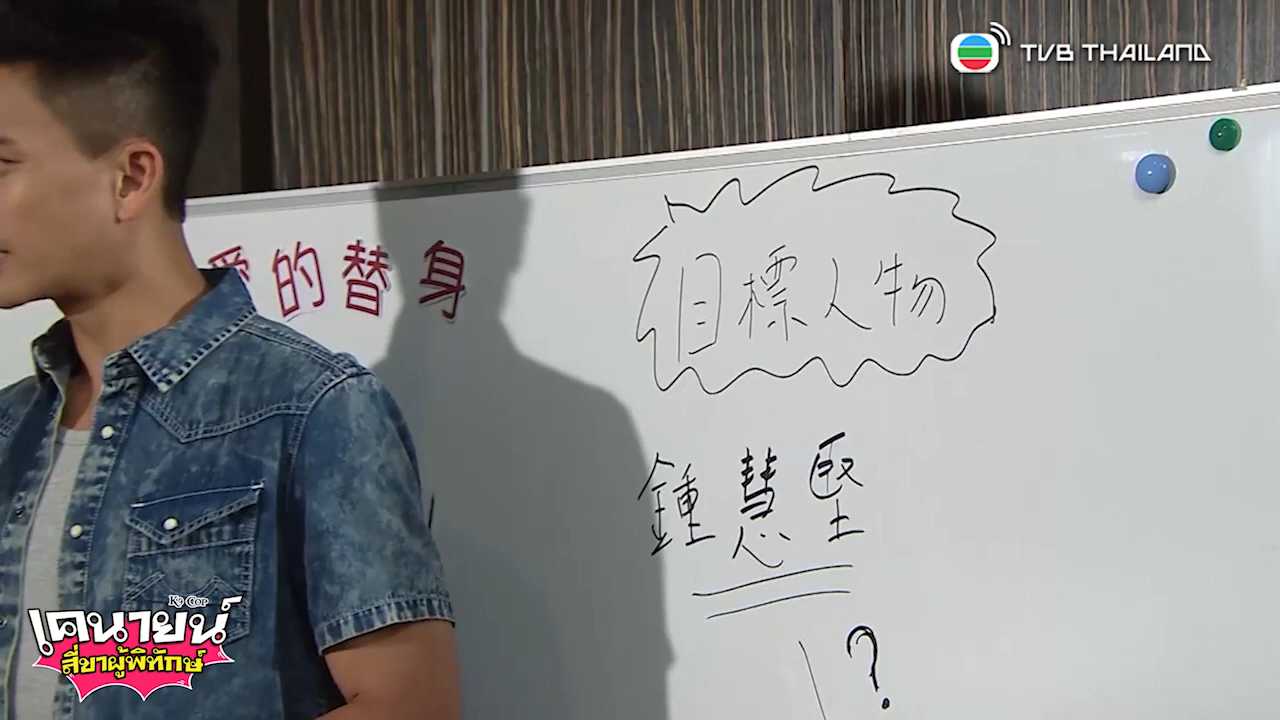 TVB THAILAND
愛的替身
目標人物
鍾慧堅
?
K9 COP
เคนายน์
สี่ขาผู้พิทักษ์